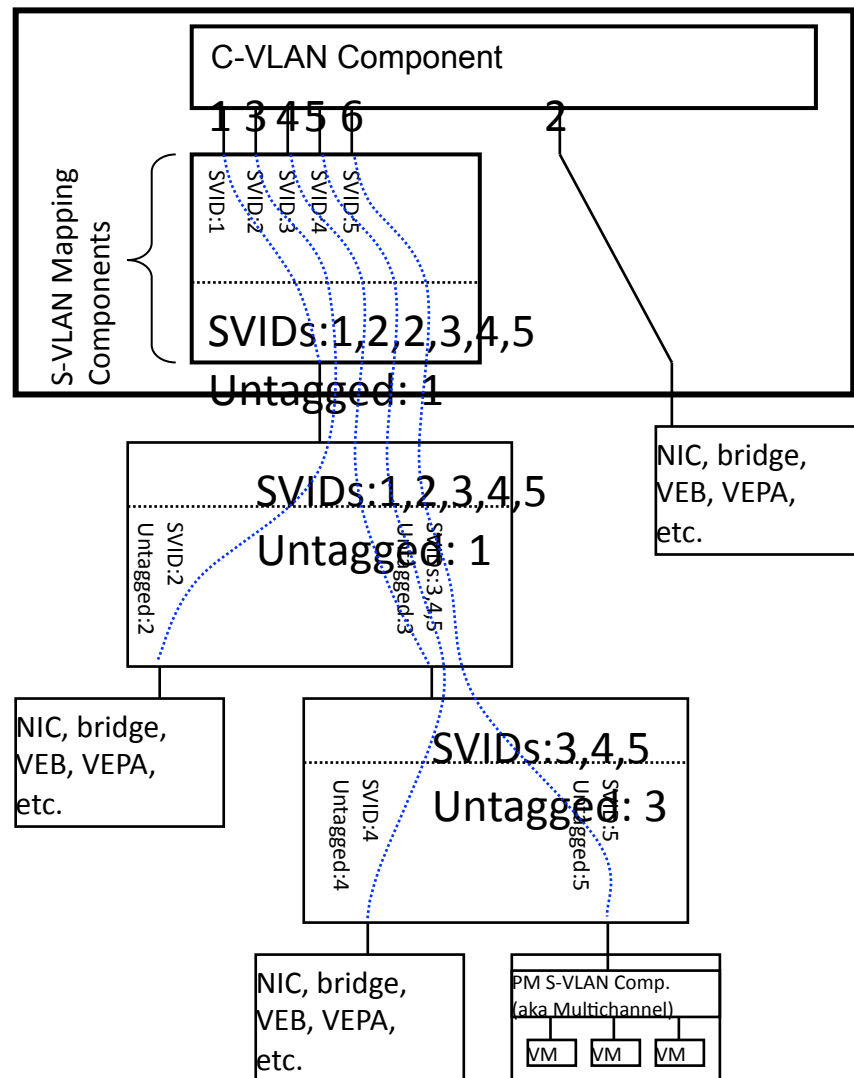 C-VLAN Component
1 3 4 5 6 2
S-VLAN Mapping
Components
SVID:1
SVID:2
SVID:3
SVID:4
SVID:5
SVIDs:1,2,2,3,4,5
Untagged: 1
NIC, bridge,
VEB, VEPA,
etc.
SVIDs:1,2,3,4,5
Untagged: 1
SVID:2
Untagged:2
SVIDs:3,4,5
Untagged:3
NIC, bridge,
VEB, VEPA,
etc.
SVIDs:3,4,5
Untagged: 3
SVID:4
Untagged:4
SVID:5
Untagged:5
NIC, bridge,
VEB, VEPA,
etc.
PM S-VLAN Comp.
(aka Multichannel)
VM VM VM